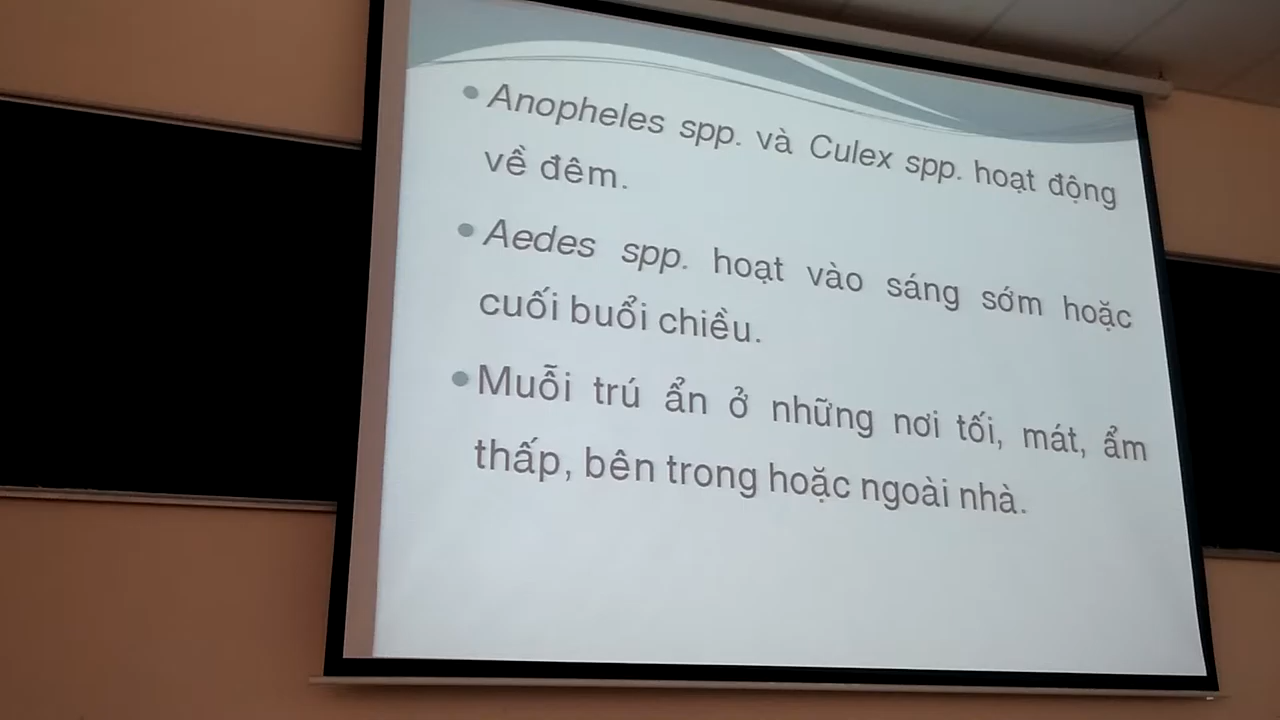 • Anopheles spp. và Culex spp. hoạt động
về đêm.
• Aedes spp. hoạt vào sáng sớm hoặc
cuối buổi chiều.
• Muỗi trú ẩn ở những nơi tối, mát, ẩm
thấp, bên trong hoặc ngoài nhà.